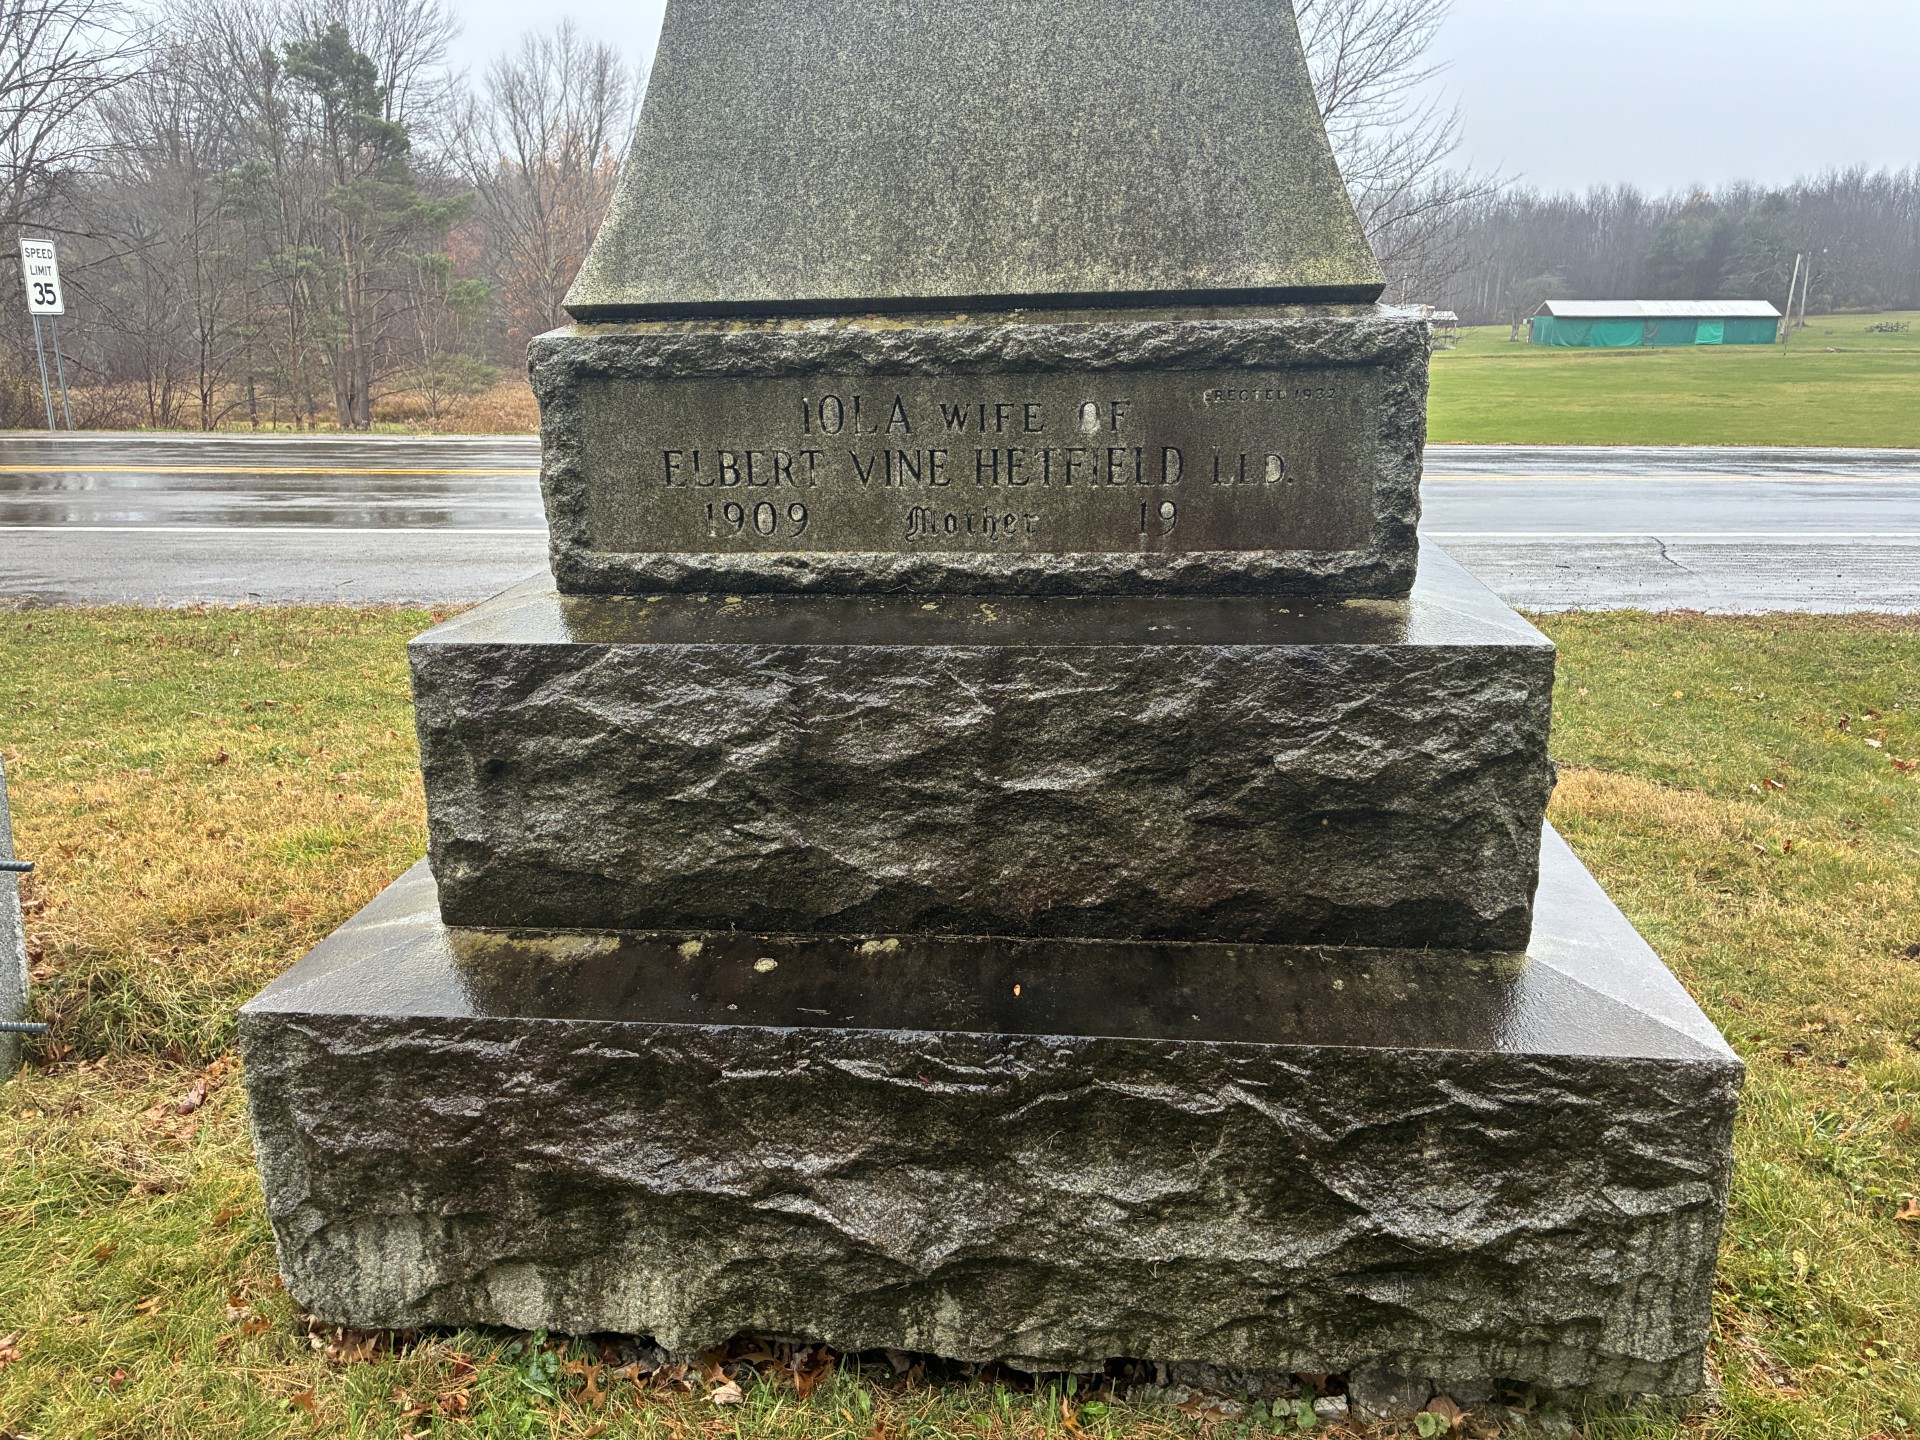 SPEED
LIMIT
35
ERECTED 1932
IOLA WIFE OF
ELBERT VINE HETFIELD LLD.
1909 Mother 19